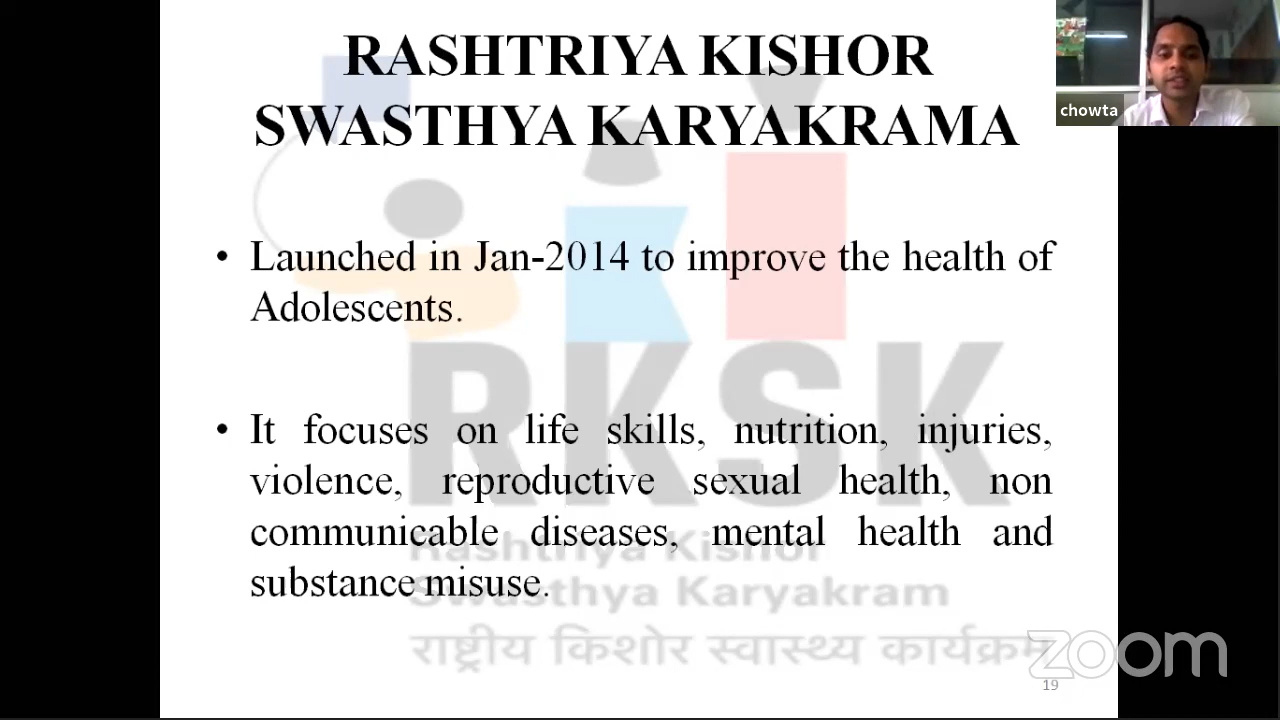 RASHTRIYA KISHOR
SWASTHYA KARYAKRAMA
chowta
• Launched in Jan-2014 to improve the health of
Adolescents.
• It focuses on life skills, nutrition, injuries,
violence, reproductive sexual health, non
communicable diseases, mental health and
substance misuse.
RKSK
Rashtriya Kishor
Swasthya Karyakram
राष्ट्रीय किशोर स्वास्थ्य कार्यक्रम
zoom
19